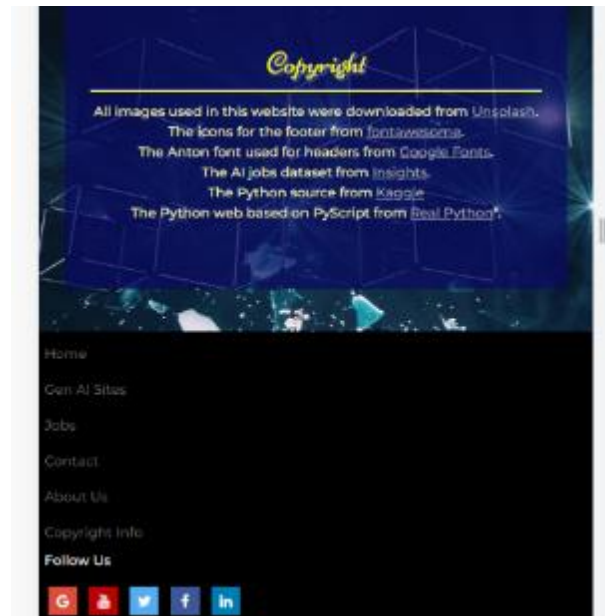 Copyright
All images used in this website were downloaded from Unsplash.
The icons for the footer from fontawesome.
The Anton font used for headers from Google Fonts.
The AI jobs dataset from Insights.
The Python source from Kaggle
The Python web based on PyScript from Real Python".
Home
Gen AI Sites
Jobs
Contact
About Us
Copyright Info
Follow Us